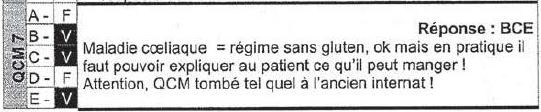 QCM 7
A - F
B - V
C - V
D - F
E - V
Réponse : BCE
Maladie cœliaque = régime sans gluten, ok mais en pratique il
faut pouvoir expliquer au patient ce qu'il peut manger !
Attention, QCM tombé tel quel à l'ancien internat !